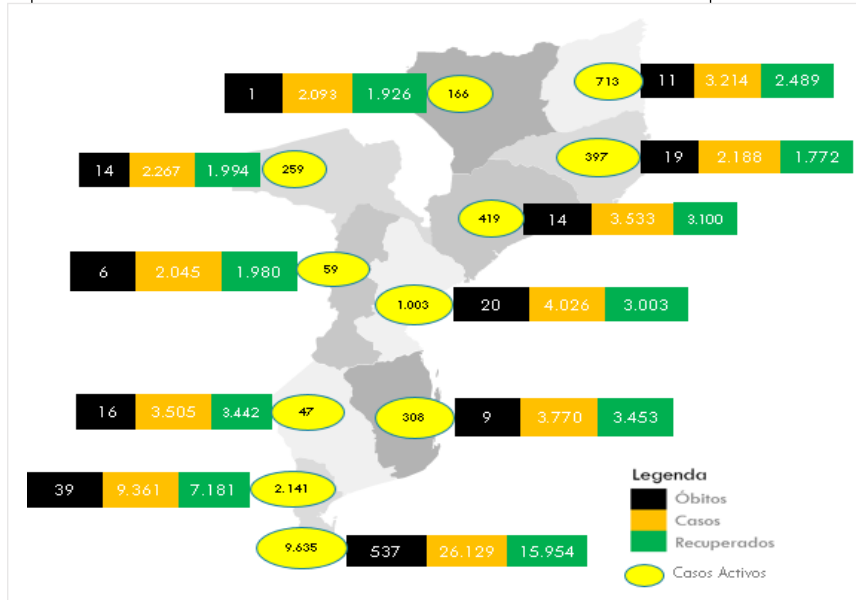 713 11 3.214 2.489
1 2.093 1.926 166
397 19 2.188 1.772
14 2.267 1.994 259
419 14 3.533 3.100
6 2.045 1.980 59
1.003 20 4.026 3.003
16 3.505 3.442 47
308 9 3.770 3.453
Legenda
Óbitos
Casos
Recuperados
Casos Activos
39 9.361 7.181 2.141
9.635 537 26.129 15.954